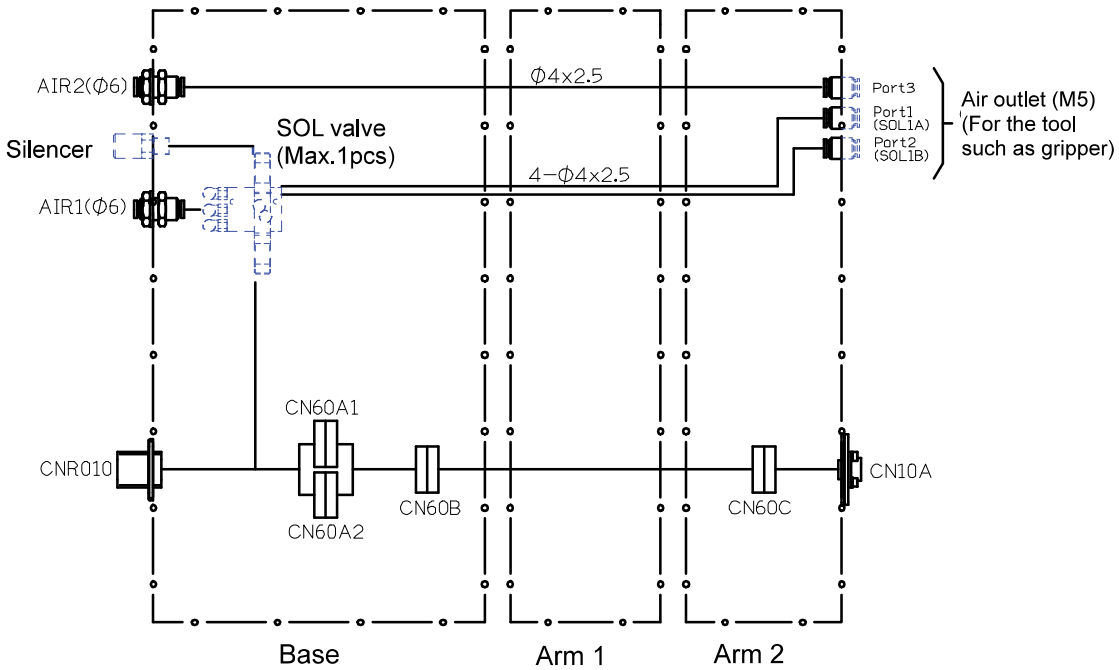 AIR2(Φ6)
Φ4x2.5
Port3
Silencer
SOL valve
(Max.1pcs)
Port1
(SOL1A)
Port2
(SOL1B)
Air outlet (M5)
(For the tool
such as gripper)
4-Φ4x2.5
AIR1(Φ6)
CN60A1
CNR010
CN60A2
CN60B
CN60C
CN10A
Base
Arm 1
Arm 2